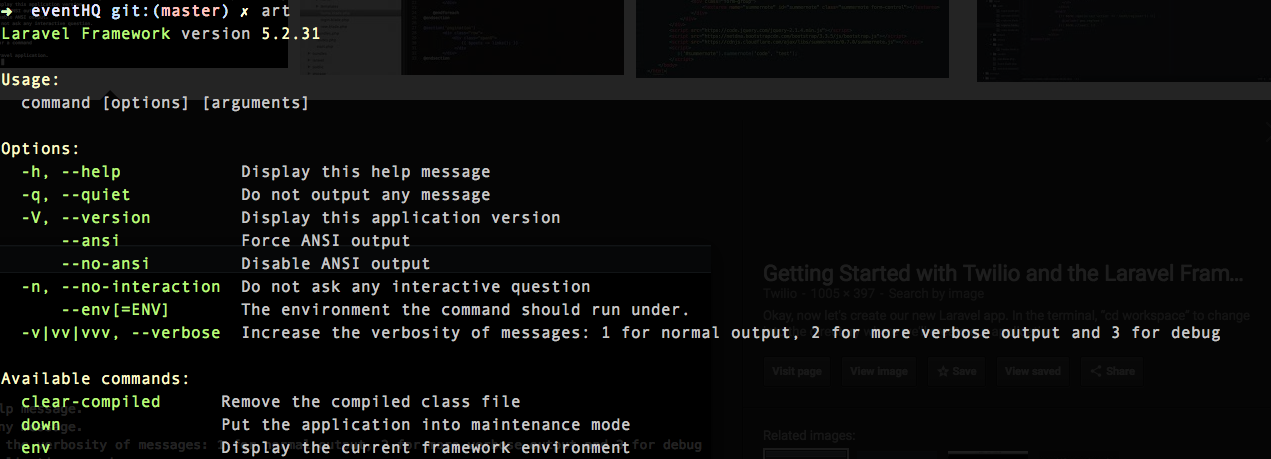 ➜ eventHQ git:(master) ✗ art
Laravel Framework version 5.2.31
Usage:
command [options] [arguments]
Options:
-h, --help Display this help message
-q, --quiet Do not output any message
-V, --version Display this application version
--ansi Force ANSI output
--no-ansi Disable ANSI output
-n, --no-interaction Do not ask any interactive question
--env[=ENV] The environment the command should run under.
-v|vv|vvv, --verbose Increase the verbosity of messages: 1 for normal output, 2 for more verbose output and 3 for debug
Available commands:
clear-compiled Remove the compiled class file
down Put the application into maintenance mode
env Display the current framework environment
Getting Started with Twilio and the Laravel Fram...
Twilio - 1005 × 397 - Search by image
Okay, now let's create our new Laravel app. In the terminal, "cd workspace" to change
Visit page
View image
Save
View saved
Share
Related images: